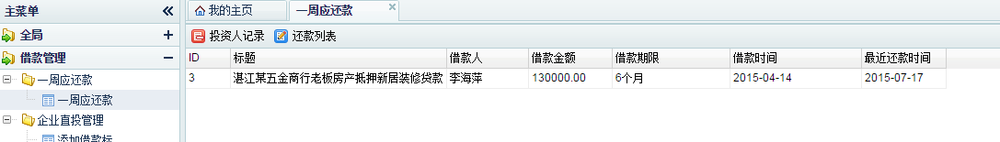 主菜单
全局
借款管理
一周应还款
一周应还款
企业直投管理
添加借款标
我的主页 一周应还款
投资人记录 还款列表
ID 标题 借款人 借款金额 借款期限 借款时间 最近还款时间
3 湛江某五金商行老板房产抵押新居装修贷款 李海萍 130000.00 6个月 2015-04-14 2015-07-17